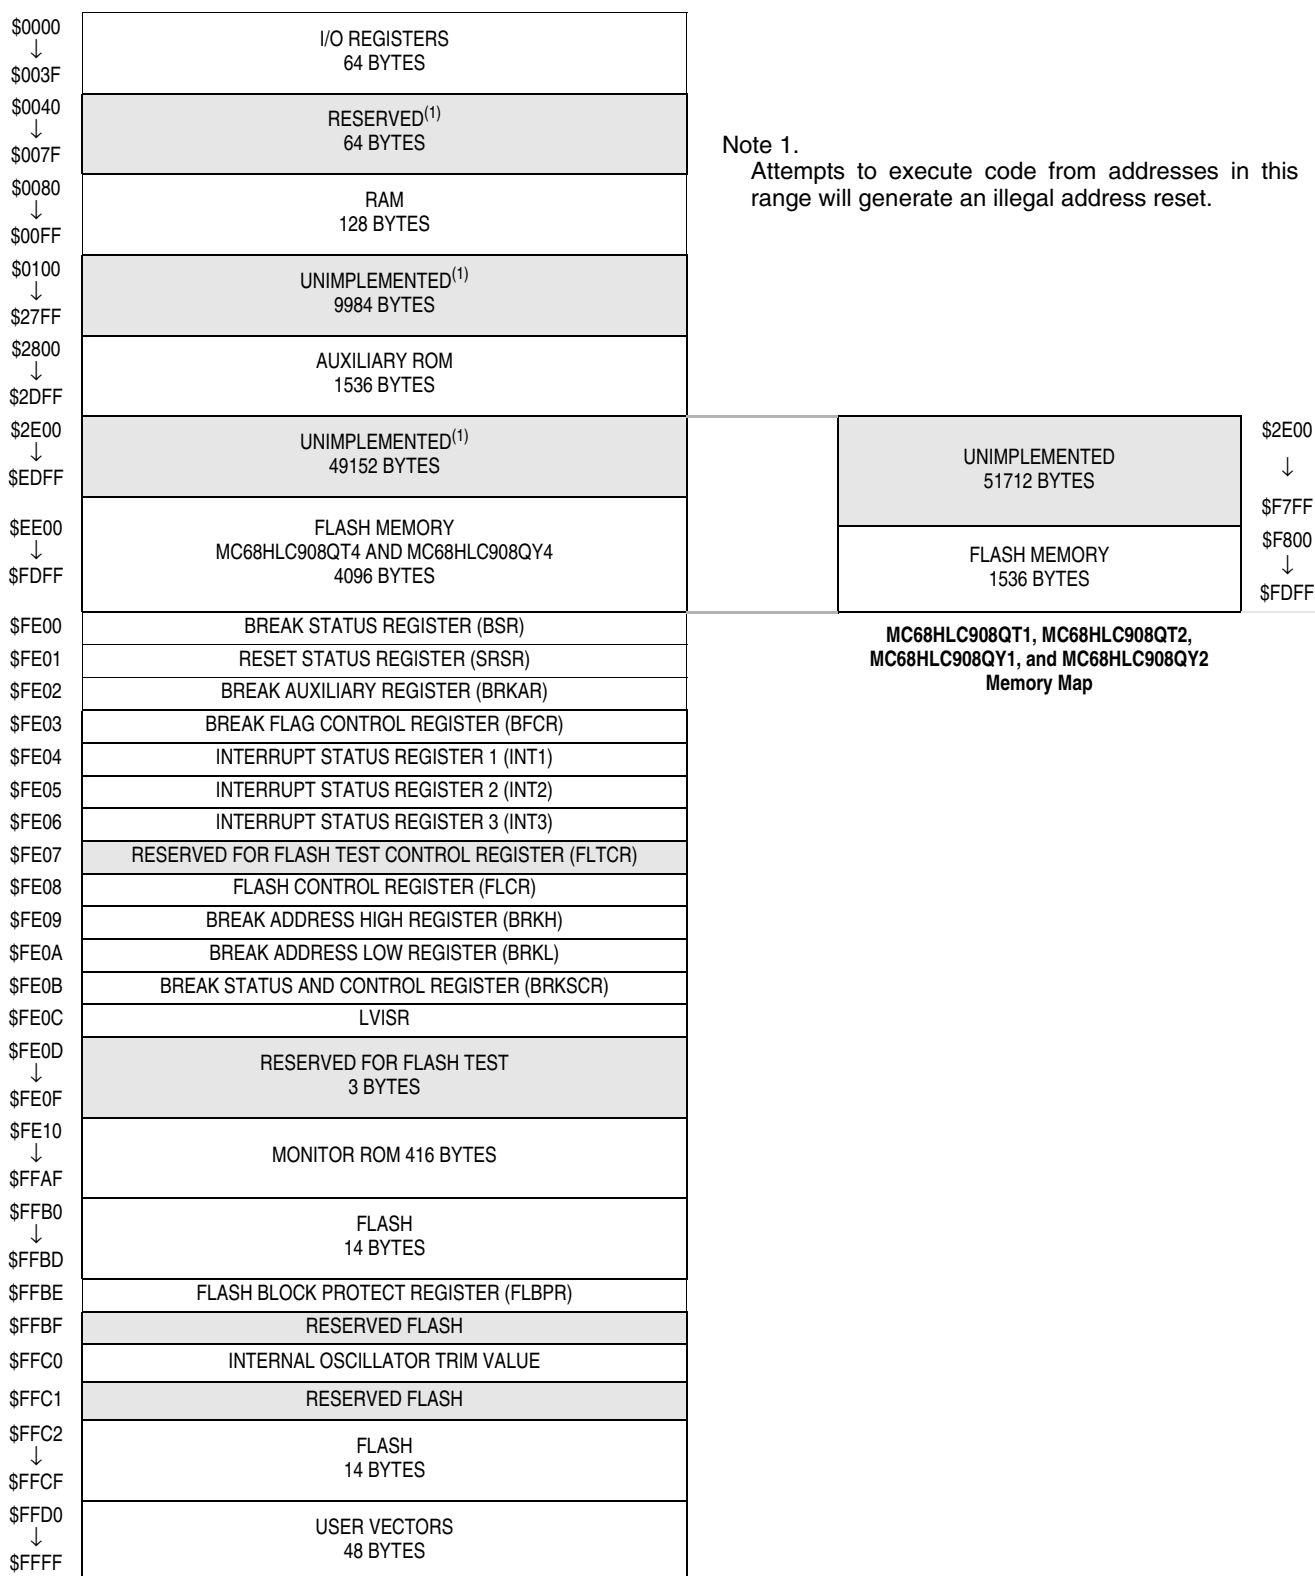 $0000
↓
$003F
I/O REGISTERS
64 BYTES
$0040
↓
$007F
RESERVED(1)
64 BYTES
Note 1.
Attempts to execute code from addresses in this
range will generate an illegal address reset.
$0080
↓
$00FF
RAM
128 BYTES
$0100
↓
$27FF
UNIMPLEMENTED(1)
9984 BYTES
$2800
↓
$2DFF
AUXILIARY ROM
1536 BYTES
$2E00
↓
$EDFF
UNIMPLEMENTED(1)
49152 BYTES
UNIMPLEMENTED
51712 BYTES
$2E00
↓
$F7FF
$EE00
↓
$FDFF
FLASH MEMORY
MC68HLC908QT4 AND MC68HLC908QY4
4096 BYTES
FLASH MEMORY
1536 BYTES
$F800
↓
$FDFF
MC68HLC908QT1, MC68HLC908QT2,
MC68HLC908QY1, and MC68HLC908QY2
Memory Map
$FE00 BREAK STATUS REGISTER (BSR)
$FE01 RESET STATUS REGISTER (SRSR)
$FE02 BREAK AUXILIARY REGISTER (BRKAR)
$FE03 BREAK FLAG CONTROL REGISTER (BFCR)
$FE04 INTERRUPT STATUS REGISTER 1 (INT1)
$FE05 INTERRUPT STATUS REGISTER 2 (INT2)
$FE06 INTERRUPT STATUS REGISTER 3 (INT3)
$FE07 RESERVED FOR FLASH TEST CONTROL REGISTER (FLTCR)
$FE08 FLASH CONTROL REGISTER (FLCR)
$FE09 BREAK ADDRESS HIGH REGISTER (BRKH)
$FE0A BREAK ADDRESS LOW REGISTER (BRKL)
$FE0B BREAK STATUS AND CONTROL REGISTER (BRKSCR)
$FE0C LVISR
$FE0D
↓
$FE0F
RESERVED FOR FLASH TEST
3 BYTES
$FE10
↓
$FFAF
MONITOR ROM 416 BYTES
$FFB0
↓
$FFBD
FLASH
14 BYTES
$FFBE FLASH BLOCK PROTECT REGISTER (FLBPR)
$FFBF RESERVED FLASH
$FFC0 INTERNAL OSCILLATOR TRIM VALUE
$FFC1 RESERVED FLASH
$FFC2
↓
$FFCF
FLASH
14 BYTES
$FFD0
↓
$FFFF
USER VECTORS
48 BYTES